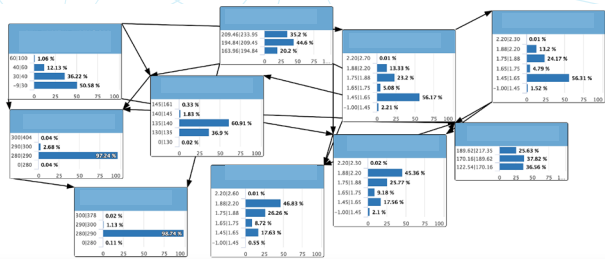 60|100 1.06 %
40|60 12.13 %
30|40 36.22 %
-9|30 50.58 %
0 25 50 75 100
209.46|233.95 35.2 %
194.84|209.45 44.6 %
163.98|194.84 20.2 %
0 25 50 75 1...
2.20|2.70 0.01 %
1.88|2.20 13.33 %
1.75|1.88 23.2 %
1.65|1.75 5.08 %
1.45|1.65 56.17 %
-1.00|1.45 2.21 %
0 25 50 75 100
2.20|2.30 0.01 %
1.88|2.20 13.2 %
1.75|1.88 24.17 %
1.65|1.75 4.79 %
1.45|1.65 56.31 %
-1.00|1.45 1.52 %
0 25 50 75 100
145|161 0.33 %
140|145 1.83 %
135|140 60.91 %
130|135 36.9 %
0|130 0.02 %
0 25 50 75 100
300|404 0.04 %
290|300 2.68 %
280|290 97.24 %
0|280 0.04 %
0 25 50 75 100
189.62|217.35 25.63 %
170.16|189.62 37.82 %
122.54|170.16 36.56 %
0 25 50 75 1...
2.20|2.30 0.02 %
1.88|2.20 45.36 %
1.75|1.88 25.77 %
1.65|1.75 9.18 %
1.45|1.65 17.56 %
-1.00|1.45 2.1 %
0 25 50 75 100
2.20|2.60 0.01 %
1.88|2.20 46.83 %
1.75|1.88 26.26 %
1.65|1.75 8.72 %
1.45|1.65 17.63 %
-1.00|1.45 0.55 %
0 25 50 75 100
300|378 0.02 %
290|300 1.13 %
280|290 98.74 %
0|280 0.11 %
0 25 50 75 100